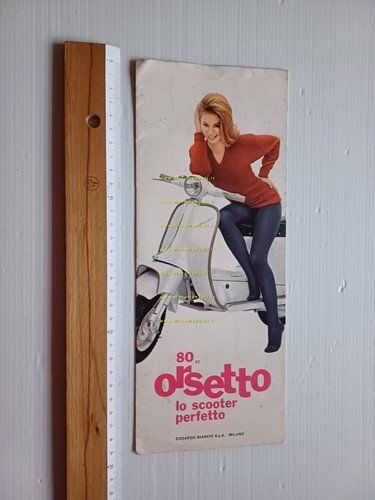 80 cc
orsetto
lo scooter
perfetto
EDOARDO BIANCHI S.p.A. MILANO